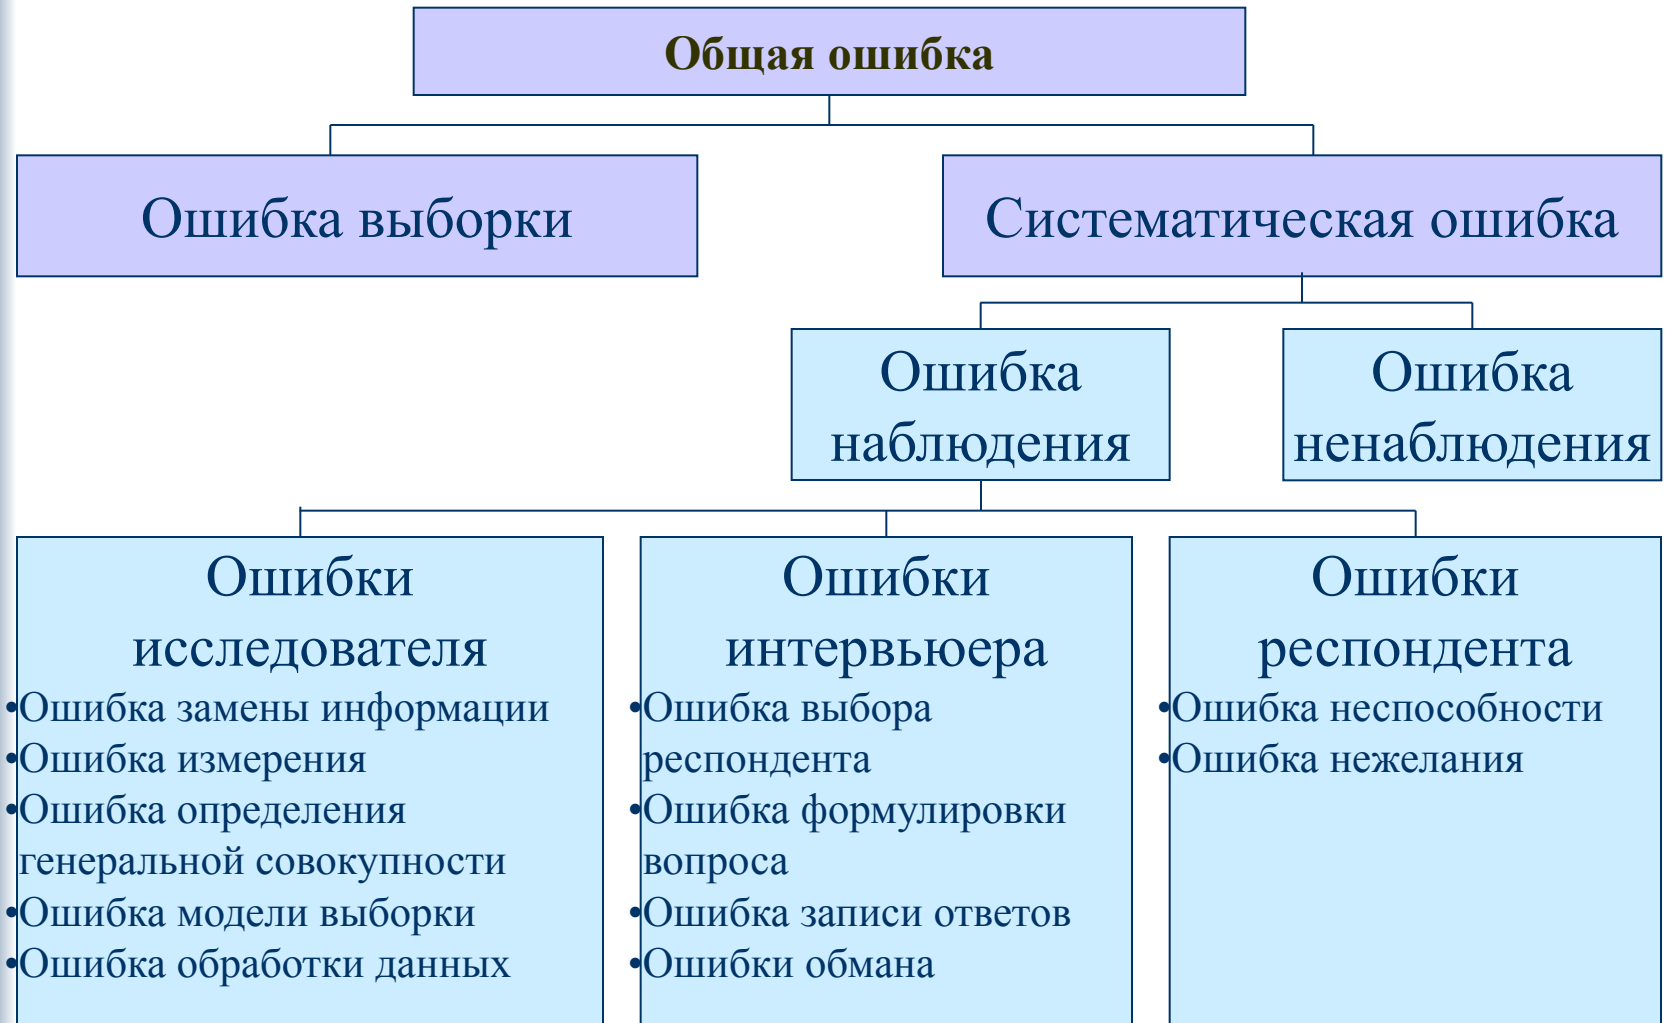 Общая ошибка
Ошибка выборки
Систематическая ошибка
Ошибка
наблюдения
Ошибка
ненаблюдения
Ошибки
исследователя
•Ошибка замены информации
•Ошибка измерения
•Ошибка определения
генеральной совокупности
•Ошибка модели выборки
•Ошибка обработки данных
Ошибки
интервьюера
•Ошибка выбора
респондента
•Ошибка формулировки
вопроса
•Ошибка записи ответов
•Ошибки обмана
Ошибки
респондента
•Ошибка неспособности
•Ошибка нежелания